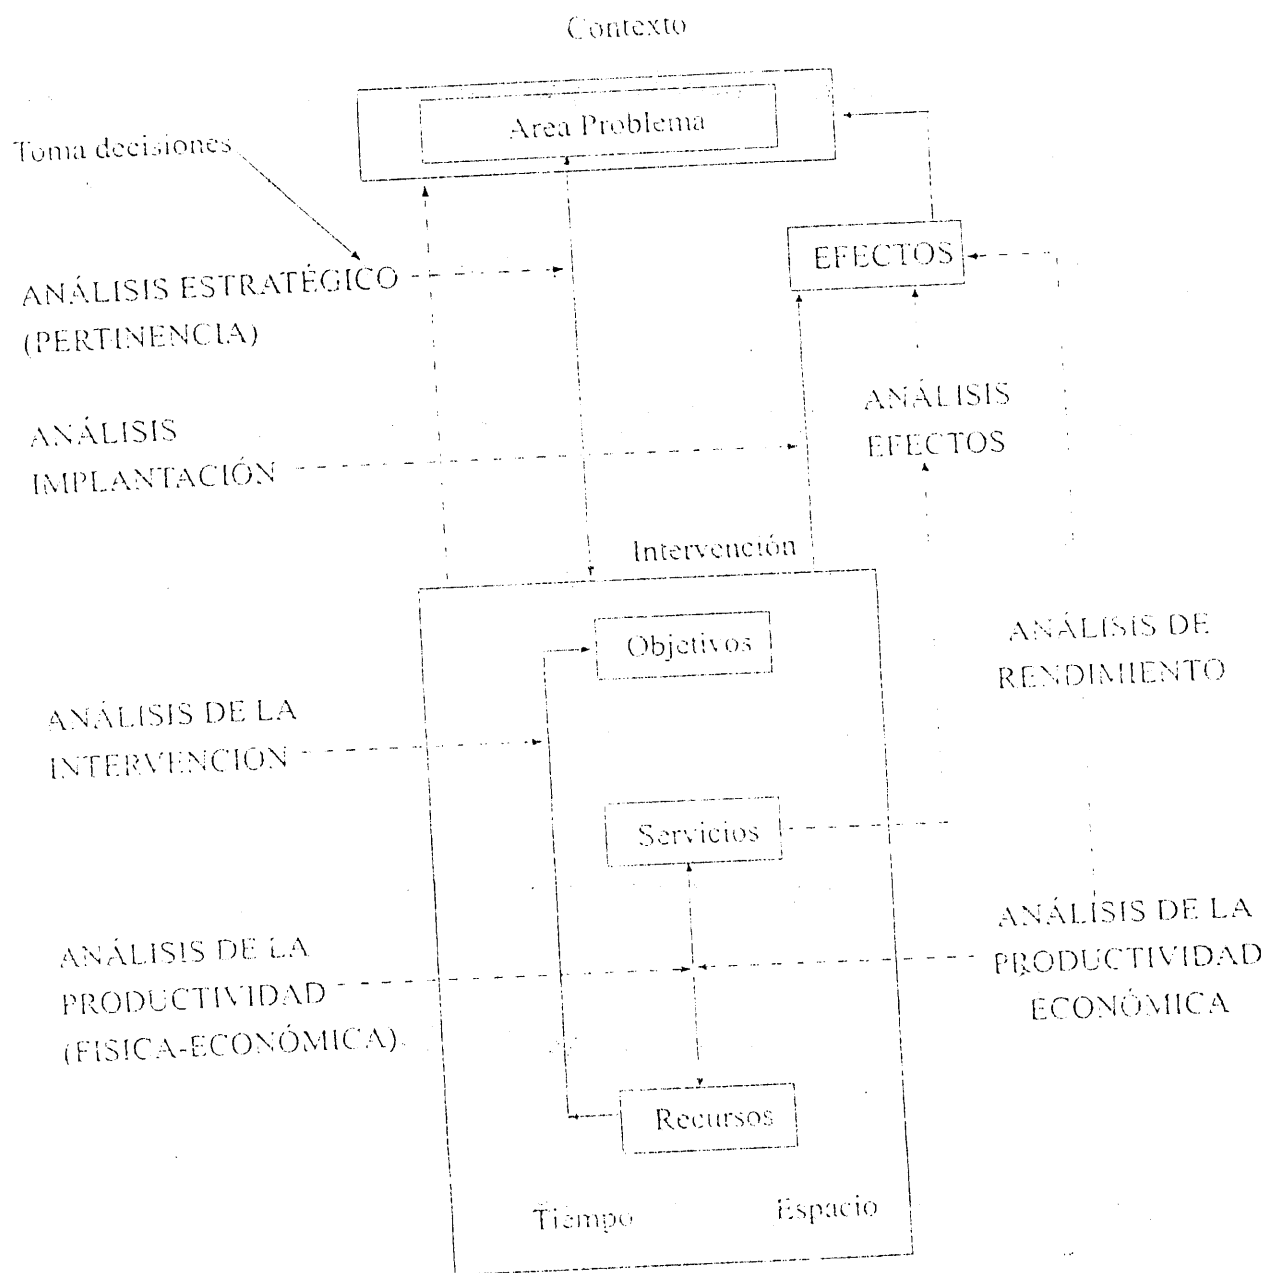 Contexto
Area Problema
Toma decisiones
EFECTOS
ANÁLISIS ESTRATÉGICO
(PERTINENCIA)
ANÁLISIS
EFECTOS
ANÁLISIS
IMPLANTACIÓN
Intervención
Objetivos
ANÁLISIS DE
RENDIMIENTO
ANÁLISIS DE LA
INTERVENCION
Servicios
ANÁLISIS DE LA
PRODUCTIVIDAD
(FISICA-ECONÓMICA)
ANÁLISIS DE LA
PRODUCTIVIDAD
ECONÓMICA
Recursos
Tiempo
Espacio